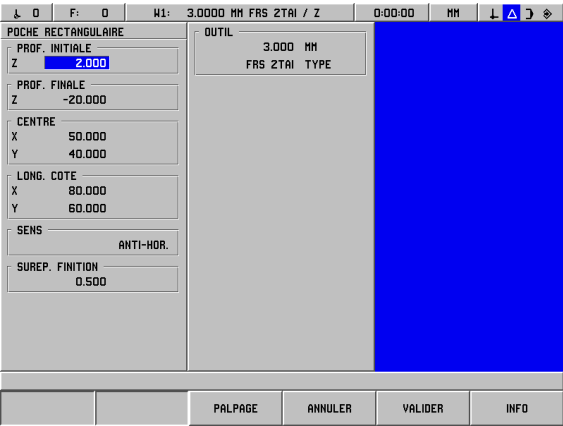 0 F: 0 W1: 3.0000 MM FRS 2TAI / Z 0:00:00 MM
POCHE RECTANGULAIRE
PROF. INITIALE
Z 2.000
PROF. FINALE
Z -20.000
CENTRE
X 50.000
Y 40.000
LONG. COTE
X 80.000
Y 60.000
SENS
ANTI-HOR.
SUREP. FINITION
0.500
OUTIL
3.000 MM
FRS 2TAI TYPE
PALPAGE ANNULER VALIDER INFO